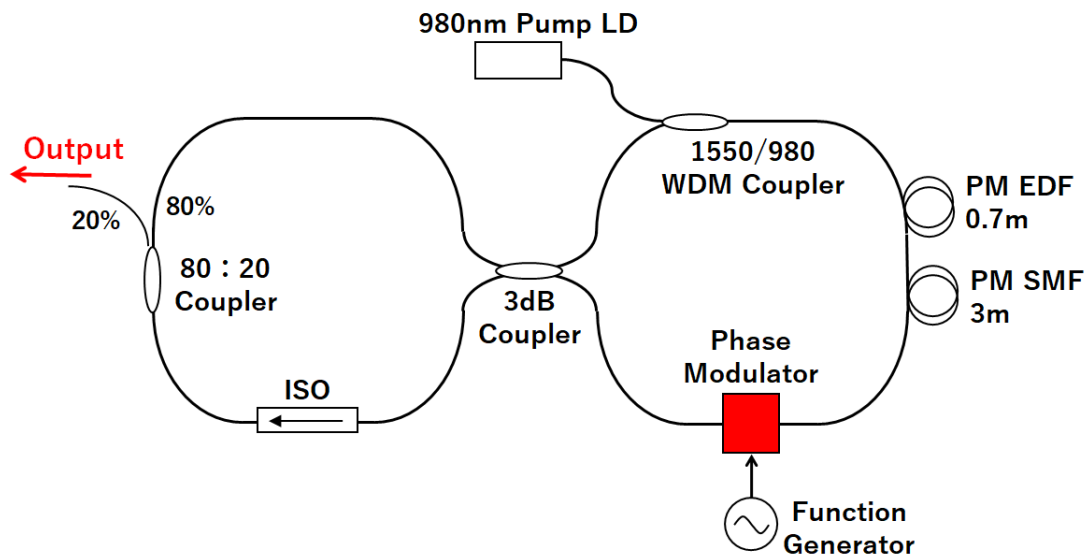 980nm Pump LD
Output
20%
80%
1550/980
WDM Coupler
PM EDF
0.7m
80 : 20
Coupler
3dB
Coupler
PM SMF
3m
Phase
Modulator
ISO
Function
Generator